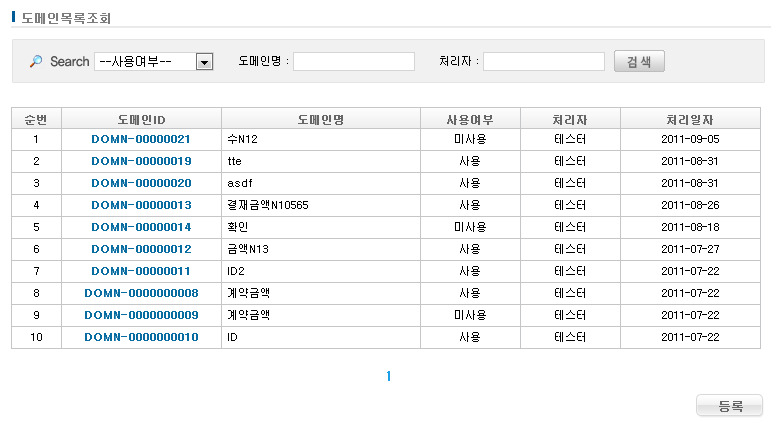 도메인목록조회
Search --사용여부-- 도메인명 : 처리자 : 검색
순번 도메인ID 도메인명 사용여부 처리자 처리일자
1 DOMN-00000021 수N12 미사용 테스터 2011-09-05
2 DOMN-00000019 tte 사용 테스터 2011-08-31
3 DOMN-00000020 asdf 사용 테스터 2011-08-31
4 DOMN-00000013 결재금액N10565 사용 테스터 2011-08-26
5 DOMN-00000014 확인 미사용 테스터 2011-08-18
6 DOMN-00000012 금액N13 사용 테스터 2011-07-27
7 DOMN-00000011 ID2 사용 테스터 2011-07-22
8 DOMN-0000000008 계약금액 사용 테스터 2011-07-22
9 DOMN-0000000009 계약금액 미사용 테스터 2011-07-22
10 DOMN-0000000010 ID 사용 테스터 2011-07-22
1
등록